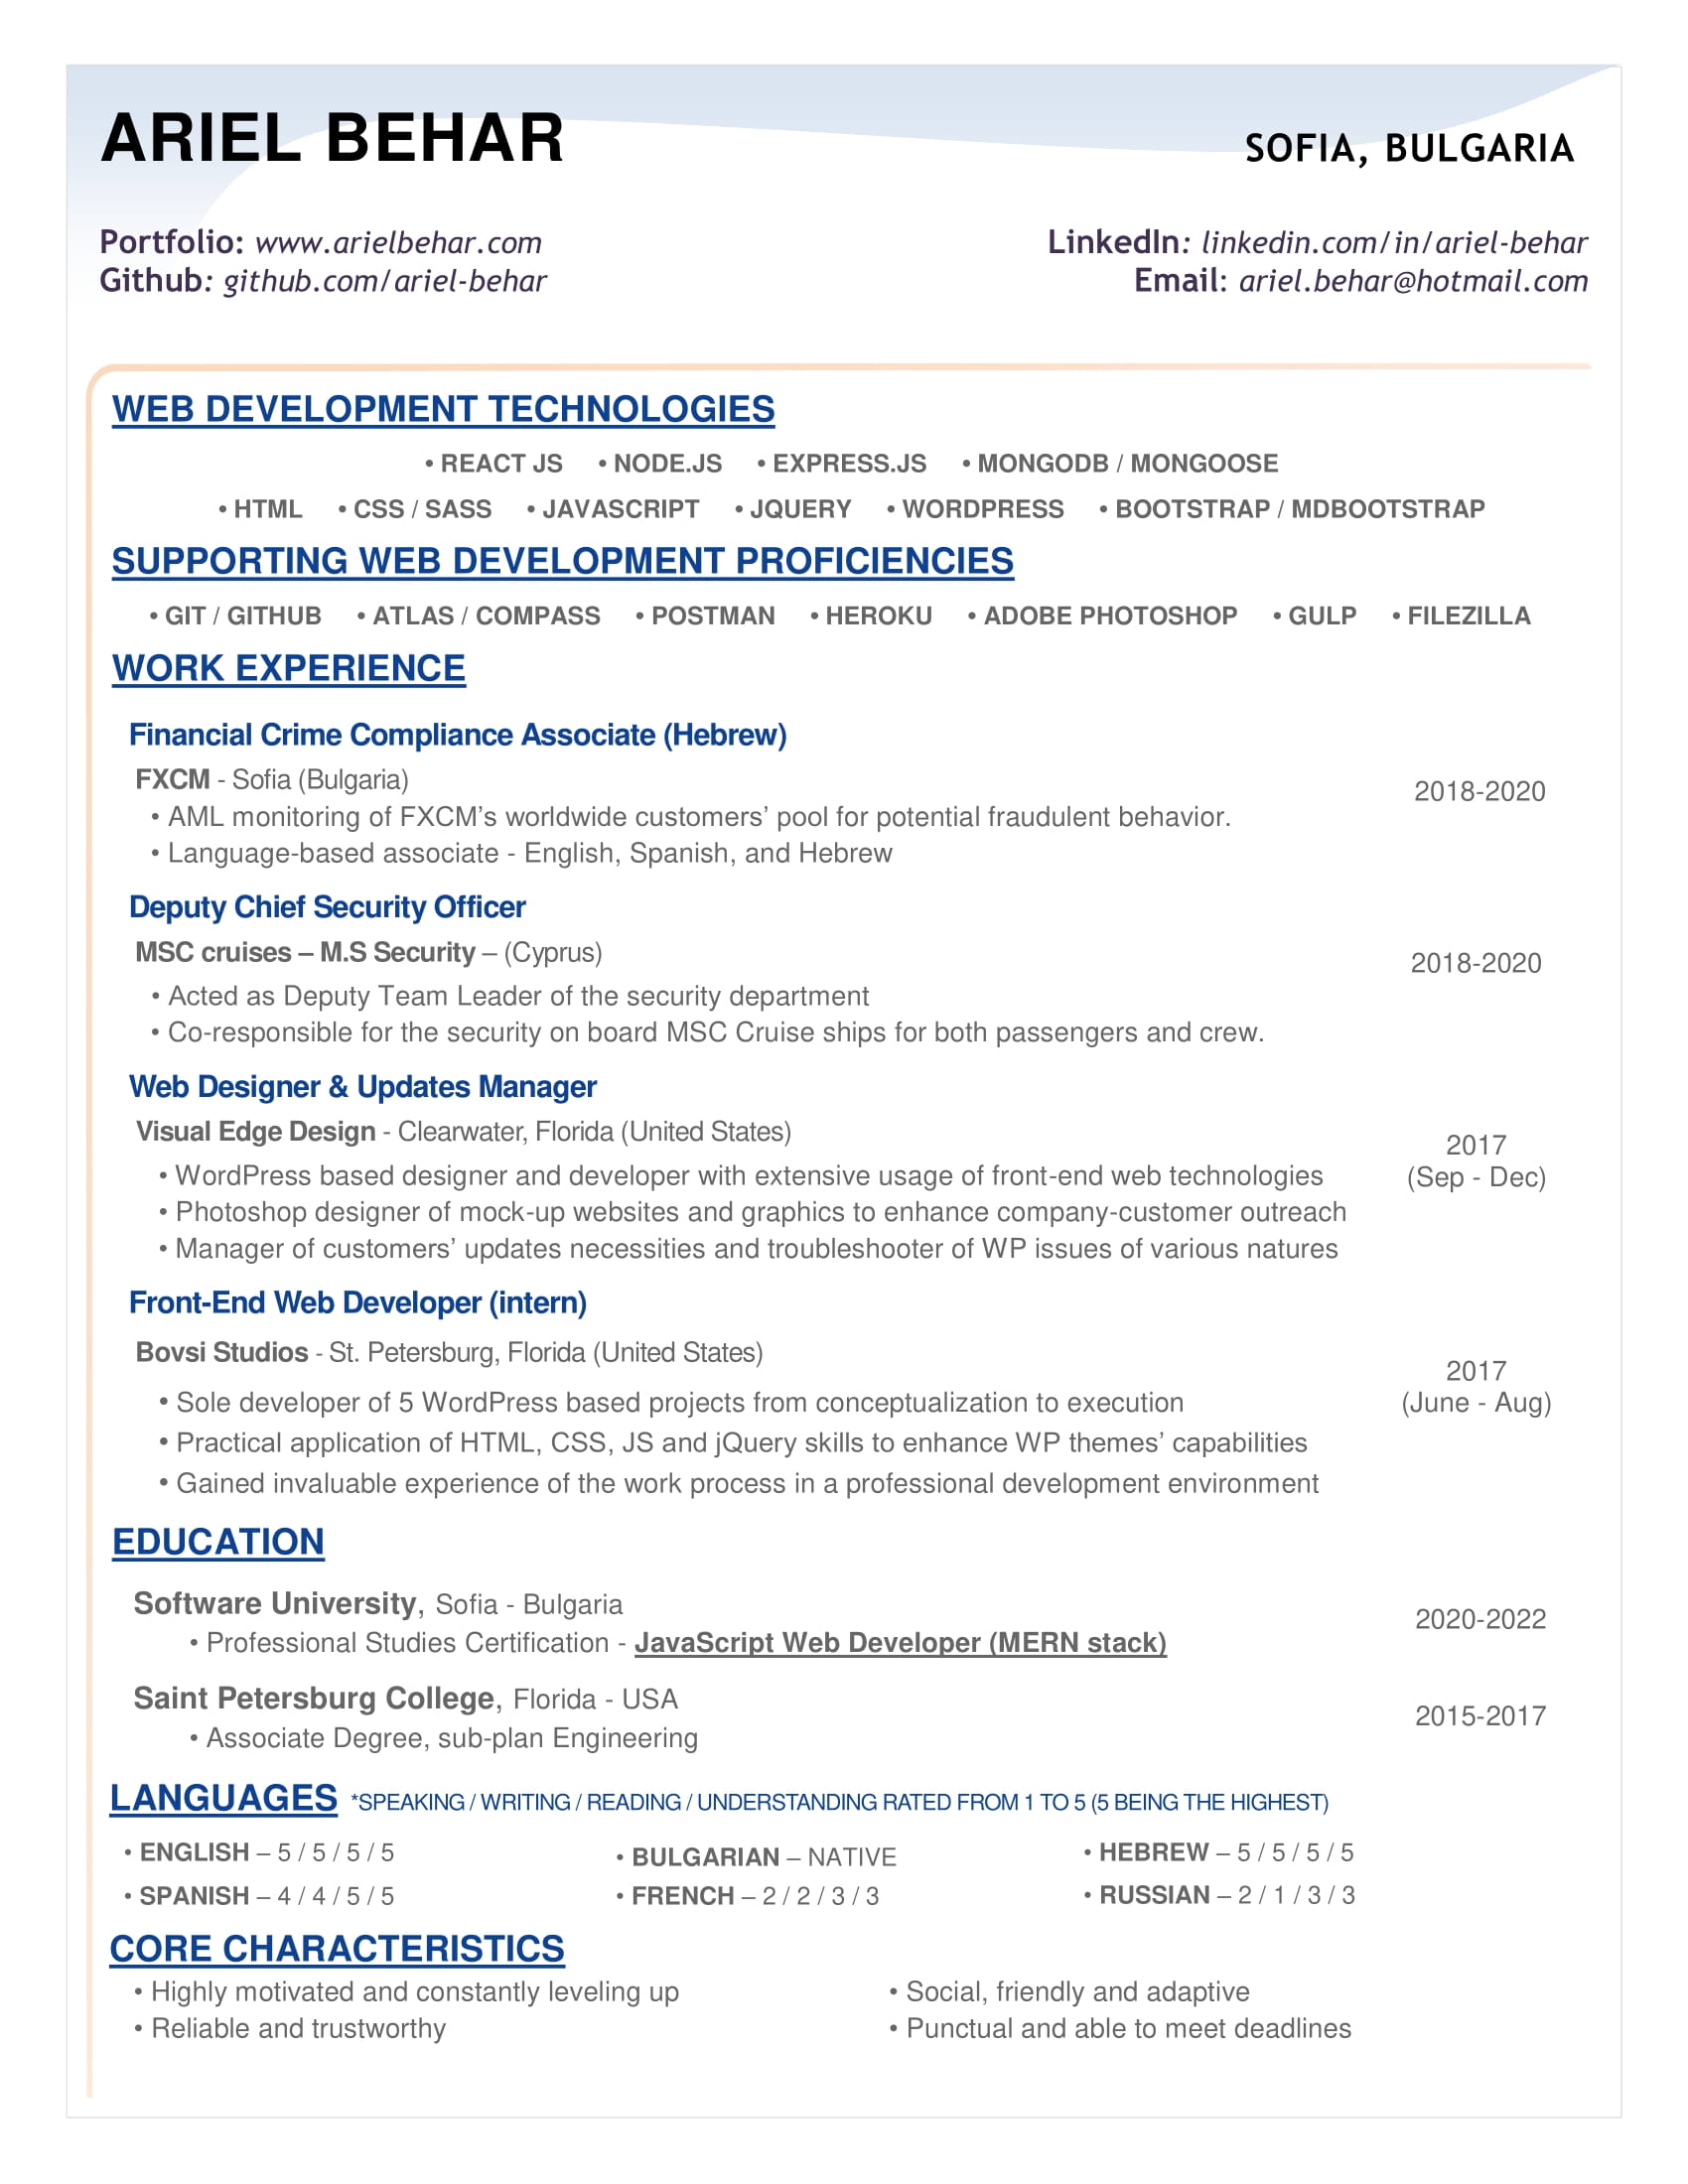 ARIEL BEHAR
SOFIA, BULGARIA
Portfolio: www.arielbehar.com
Github: github.com/ariel-behar
LinkedIn: linkedin.com/in/ariel-behar
Email: ariel.behar@hotmail.com
WEB DEVELOPMENT TECHNOLOGIES
• REACT JS • NODE.JS • EXPRESS.JS • MONGODB / MONGOOSE
• HTML • CSS / SASS • JAVASCRIPT • JQUERY • WORDPRESS • BOOTSTRAP / MDBOOTSTRAP
SUPPORTING WEB DEVELOPMENT PROFICIENCIES
• GIT / GITHUB • ATLAS / COMPASS • POSTMAN • HEROKU • ADOBE PHOTOSHOP • GULP • FILEZILLA
WORK EXPERIENCE
Financial Crime Compliance Associate (Hebrew)
FXCM - Sofia (Bulgaria)
2018-2020
• AML monitoring of FXCM’s worldwide customers’ pool for potential fraudulent behavior.
• Language-based associate - English, Spanish, and Hebrew
Deputy Chief Security Officer
MSC cruises – M.S Security – (Cyprus)
2018-2020
• Acted as Deputy Team Leader of the security department
• Co-responsible for the security on board MSC Cruise ships for both passengers and crew.
Web Designer & Updates Manager
Visual Edge Design - Clearwater, Florida (United States)
2017
(Sep - Dec)
• WordPress based designer and developer with extensive usage of front-end web technologies
• Photoshop designer of mock-up websites and graphics to enhance company-customer outreach
• Manager of customers’ updates necessities and troubleshooter of WP issues of various natures
Front-End Web Developer (intern)
Bovsi Studios - St. Petersburg, Florida (United States)
2017
(June - Aug)
• Sole developer of 5 WordPress based projects from conceptualization to execution
• Practical application of HTML, CSS, JS and jQuery skills to enhance WP themes’ capabilities
• Gained invaluable experience of the work process in a professional development environment
EDUCATION
Software University, Sofia - Bulgaria
2020-2022
• Professional Studies Certification - JavaScript Web Developer (MERN stack)
Saint Petersburg College, Florida - USA
2015-2017
• Associate Degree, sub-plan Engineering
LANGUAGES *SPEAKING / WRITING / READING / UNDERSTANDING RATED FROM 1 TO 5 (5 BEING THE HIGHEST)
• ENGLISH – 5 / 5 / 5 / 5 • BULGARIAN – NATIVE • HEBREW – 5 / 5 / 5 / 5
• SPANISH – 4 / 4 / 5 / 5 • FRENCH – 2 / 2 / 3 / 3 • RUSSIAN – 2 / 1 / 3 / 3
CORE CHARACTERISTICS
• Highly motivated and constantly leveling up • Social, friendly and adaptive
• Reliable and trustworthy • Punctual and able to meet deadlines